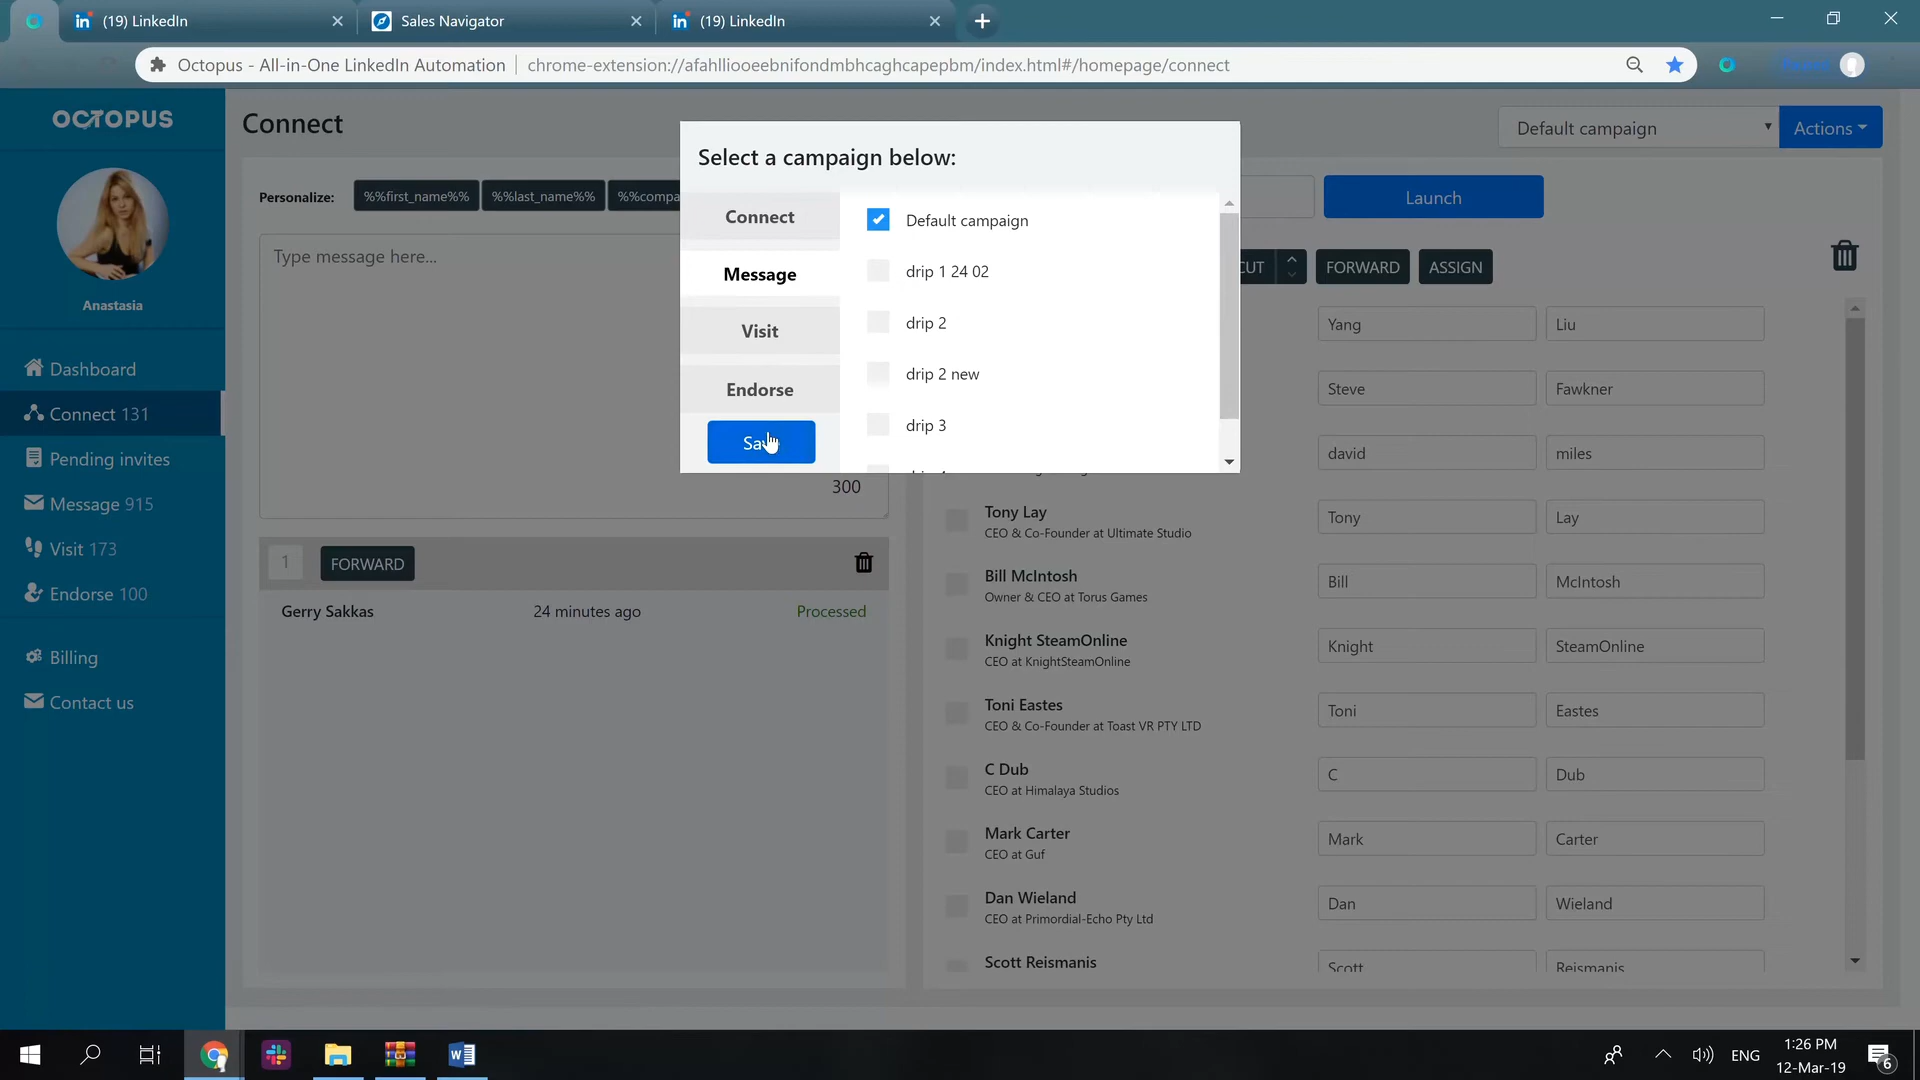 (19) LinkedIn
Sales Navigator
(19) LinkedIn
Octopus - All-in-One LinkedIn Automation
chrome-extension://afahlliooeebnifondmbhcaghcapepbm/index.html#/homepage/connect
OCTOPUS
Anastasia
Dashboard
Connect 131
Pending invites
Message 915
Visit 173
Endorse 100
Billing
Contact us
Connect
Default campaign
Actions
Personalize:
%%first_name%%
%%last_name%%
Type message here...
300
1
FORWARD
Gerry Sakkas
24 minutes ago
Processed
Select a campaign below:
Connect
Message
Visit
Endorse
Default campaign
drip 1 24 02
drip 2
drip 2 new
drip 3
Launch
FORWARD
ASSIGN
Yang
Liu
Steve
Fawkner
david
miles
Tony Lay
CEO & Co-Founder at Ultimate Studio
Tony
Lay
Bill McIntosh
Owner & CEO at Torus Games
Bill
McIntosh
Knight SteamOnline
CEO at KnightSteamOnline
Knight
SteamOnline
Toni Eastes
CEO & Co-Founder at Toast VR PTY LTD
Toni
Eastes
C Dub
CEO at Himalaya Studios
C
Dub
Mark Carter
CEO at Guf
Mark
Carter
Dan Wieland
CEO at Primordial-Echo Pty Ltd
Dan
Wieland
Scott Reismanis
Scott
Reismanis
ENG
1:26 PM
12-Mar-19
6